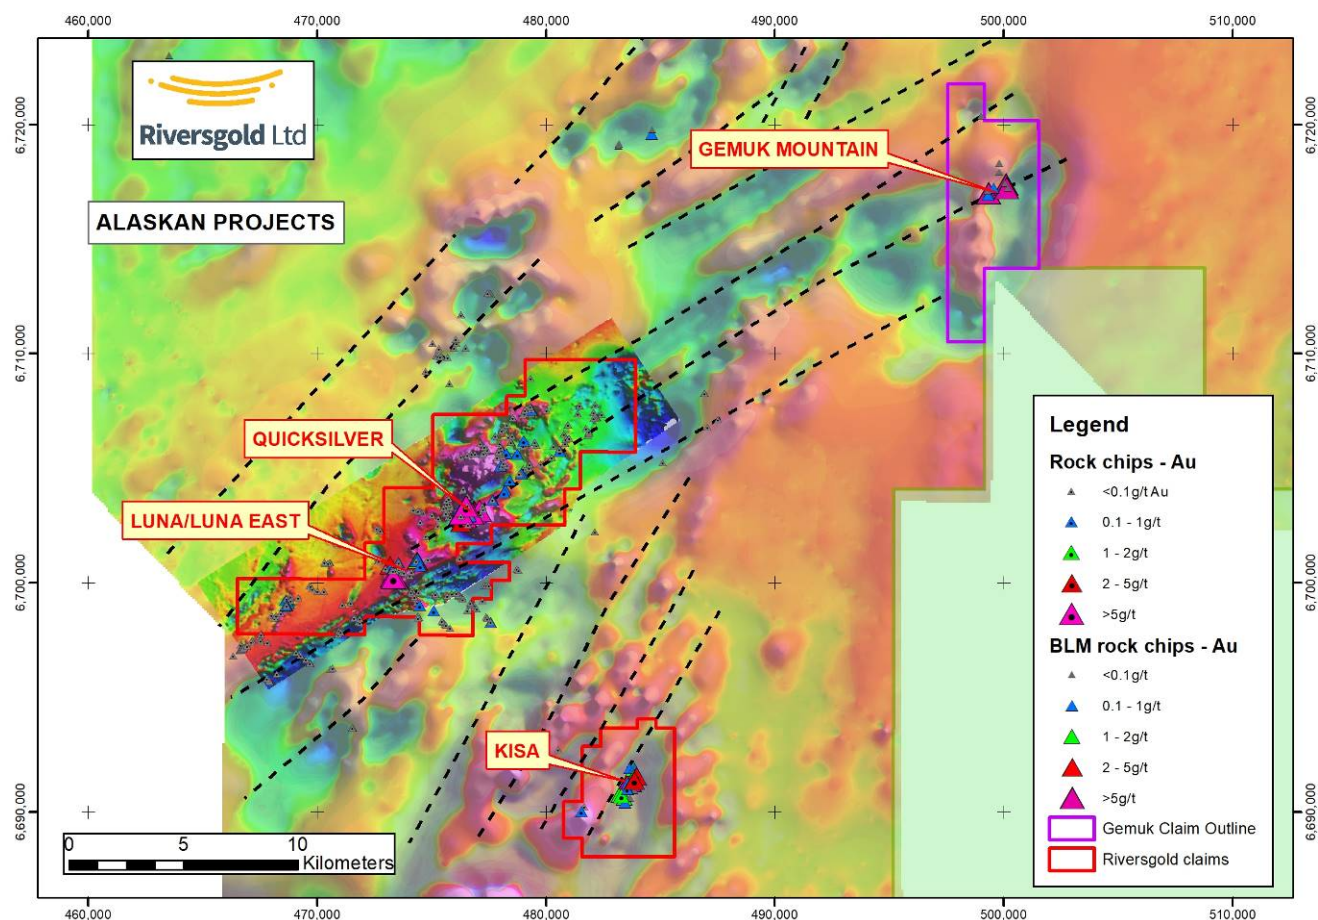 460,000
470,000
480,000
490,000
500,000
510,000
6,720,000
6,720,000
Riversgold Ltd
GEMUK MOUNTAIN
ALASKAN PROJECTS
6,710,000
6,710,000
QUICKSILVER
LUNA/LUNA EAST
6,700,000
6,700,000
KISA
6,690,000
6,690,000
Legend
Rock chips - Au
<0.1g/t Au
0.1 - 1g/t
1 - 2g/t
2 - 5g/t
>5g/t
BLM rock chips - Au
<0.1g/t
0.1 - 1g/t
1 - 2g/t
2 - 5g/t
>5g/t
Gemuk Claim Outline
Riversgold claims
0 5 10
Kilometers
460,000
470,000
480,000
490,000
500,000
510,000